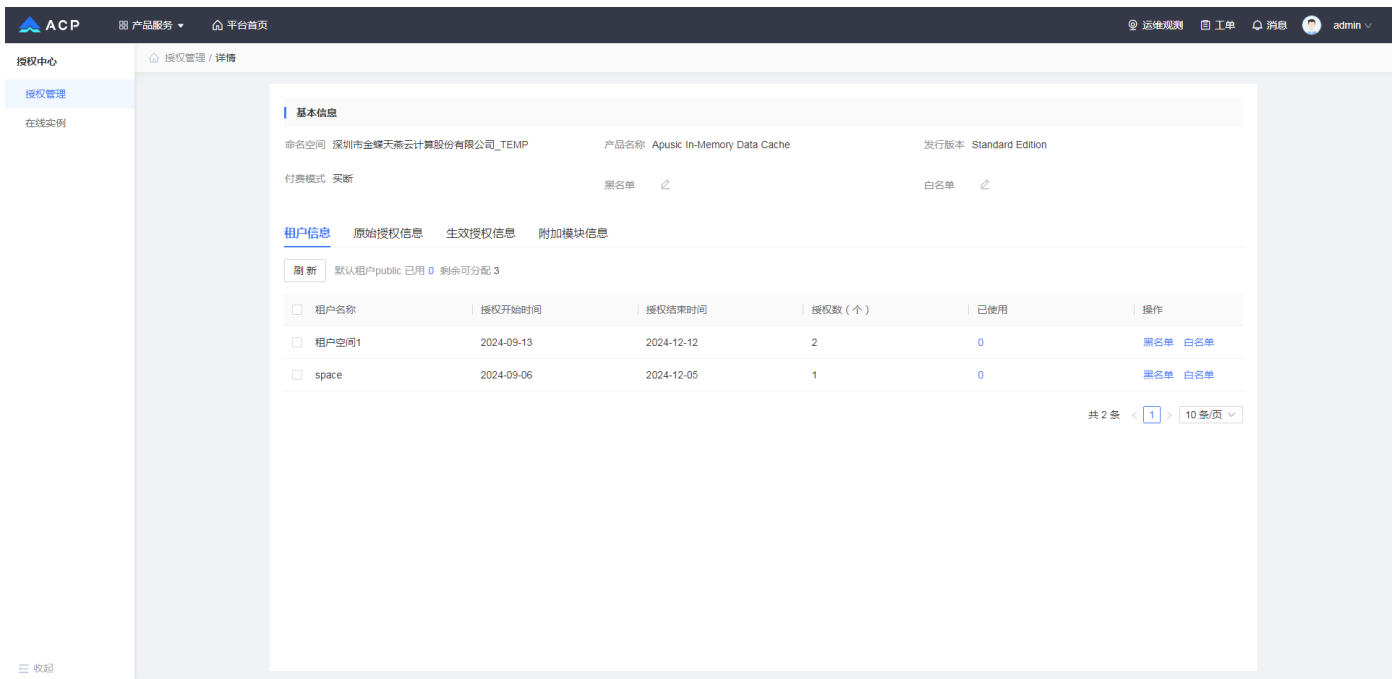 ACP 产品服务 平台首页 运维观测 工单 消息 admin
授权中心
授权管理 / 详情
授权管理
在线实例
基本信息
命名空间 深圳市金蝶天燕云计算股份有限公司_TEMP 产品名称 Apusic In-Memory Data Cache 发行版本 Standard Edition
付费模式 买断 黑名单 白名单
租户信息 原始授权信息 生效授权信息 附加模块信息
刷 新 默认租户public 已用 0 剩余可分配 3
租户名称 授权开始时间 授权结束时间 授权数（个） 已使用 操作
租户空间1 2024-09-13 2024-12-12 2 0 黑名单 白名单
space 2024-09-06 2024-12-05 1 0 黑名单 白名单
共 2 条 < 1 > 10 条/页
收起